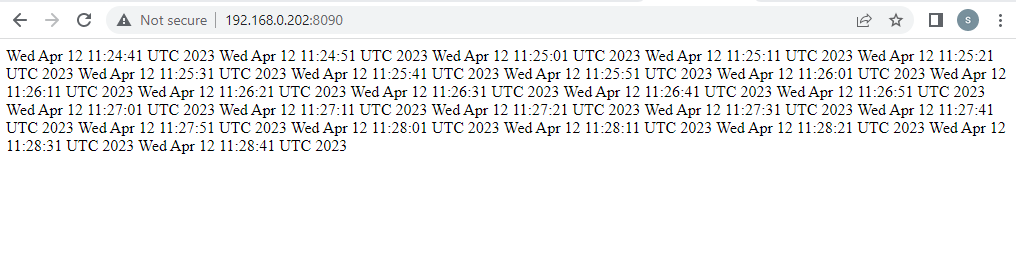 Not secure 192.168.0.202:8090 s
Wed Apr 12 11:24:41 UTC 2023 Wed Apr 12 11:24:51 UTC 2023 Wed Apr 12 11:25:01 UTC 2023 Wed Apr 12 11:25:11 UTC 2023 Wed Apr 12 11:25:21
UTC 2023 Wed Apr 12 11:25:31 UTC 2023 Wed Apr 12 11:25:41 UTC 2023 Wed Apr 12 11:25:51 UTC 2023 Wed Apr 12 11:26:01 UTC 2023 Wed Apr 12
11:26:11 UTC 2023 Wed Apr 12 11:26:21 UTC 2023 Wed Apr 12 11:26:31 UTC 2023 Wed Apr 12 11:26:41 UTC 2023 Wed Apr 12 11:26:51 UTC 2023
Wed Apr 12 11:27:01 UTC 2023 Wed Apr 12 11:27:11 UTC 2023 Wed Apr 12 11:27:21 UTC 2023 Wed Apr 12 11:27:31 UTC 2023 Wed Apr 12 11:27:41
UTC 2023 Wed Apr 12 11:27:51 UTC 2023 Wed Apr 12 11:28:01 UTC 2023 Wed Apr 12 11:28:11 UTC 2023 Wed Apr 12 11:28:21 UTC 2023 Wed Apr 12
11:28:31 UTC 2023 Wed Apr 12 11:28:41 UTC 2023